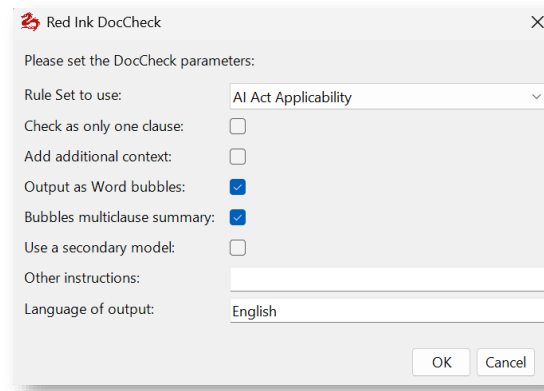 Red Ink DocCheck
Please set the DocCheck parameters:
Rule Set to use: AI Act Applicability
Check as only one clause:
Add additional context:
Output as Word bubbles:
Bubbles multiclause summary:
Use a secondary model:
Other instructions:
Language of output: English
OK Cancel